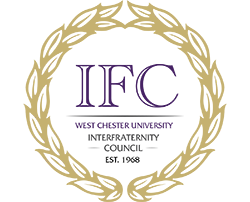 IFC
WEST CHESTER UNIVERSITY
INTERFRATERNITY
COUNCIL
EST. 1968